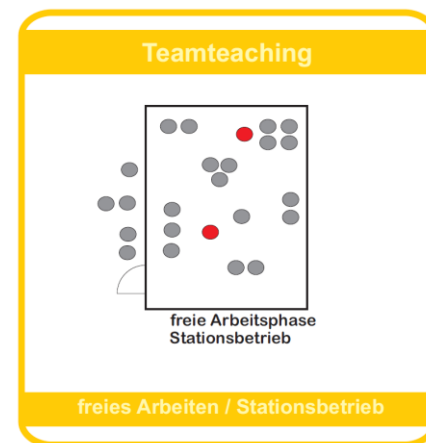 Teamteaching
freie Arbeitsphase
Stationsbetrieb
freies Arbeiten / Stationsbetrieb